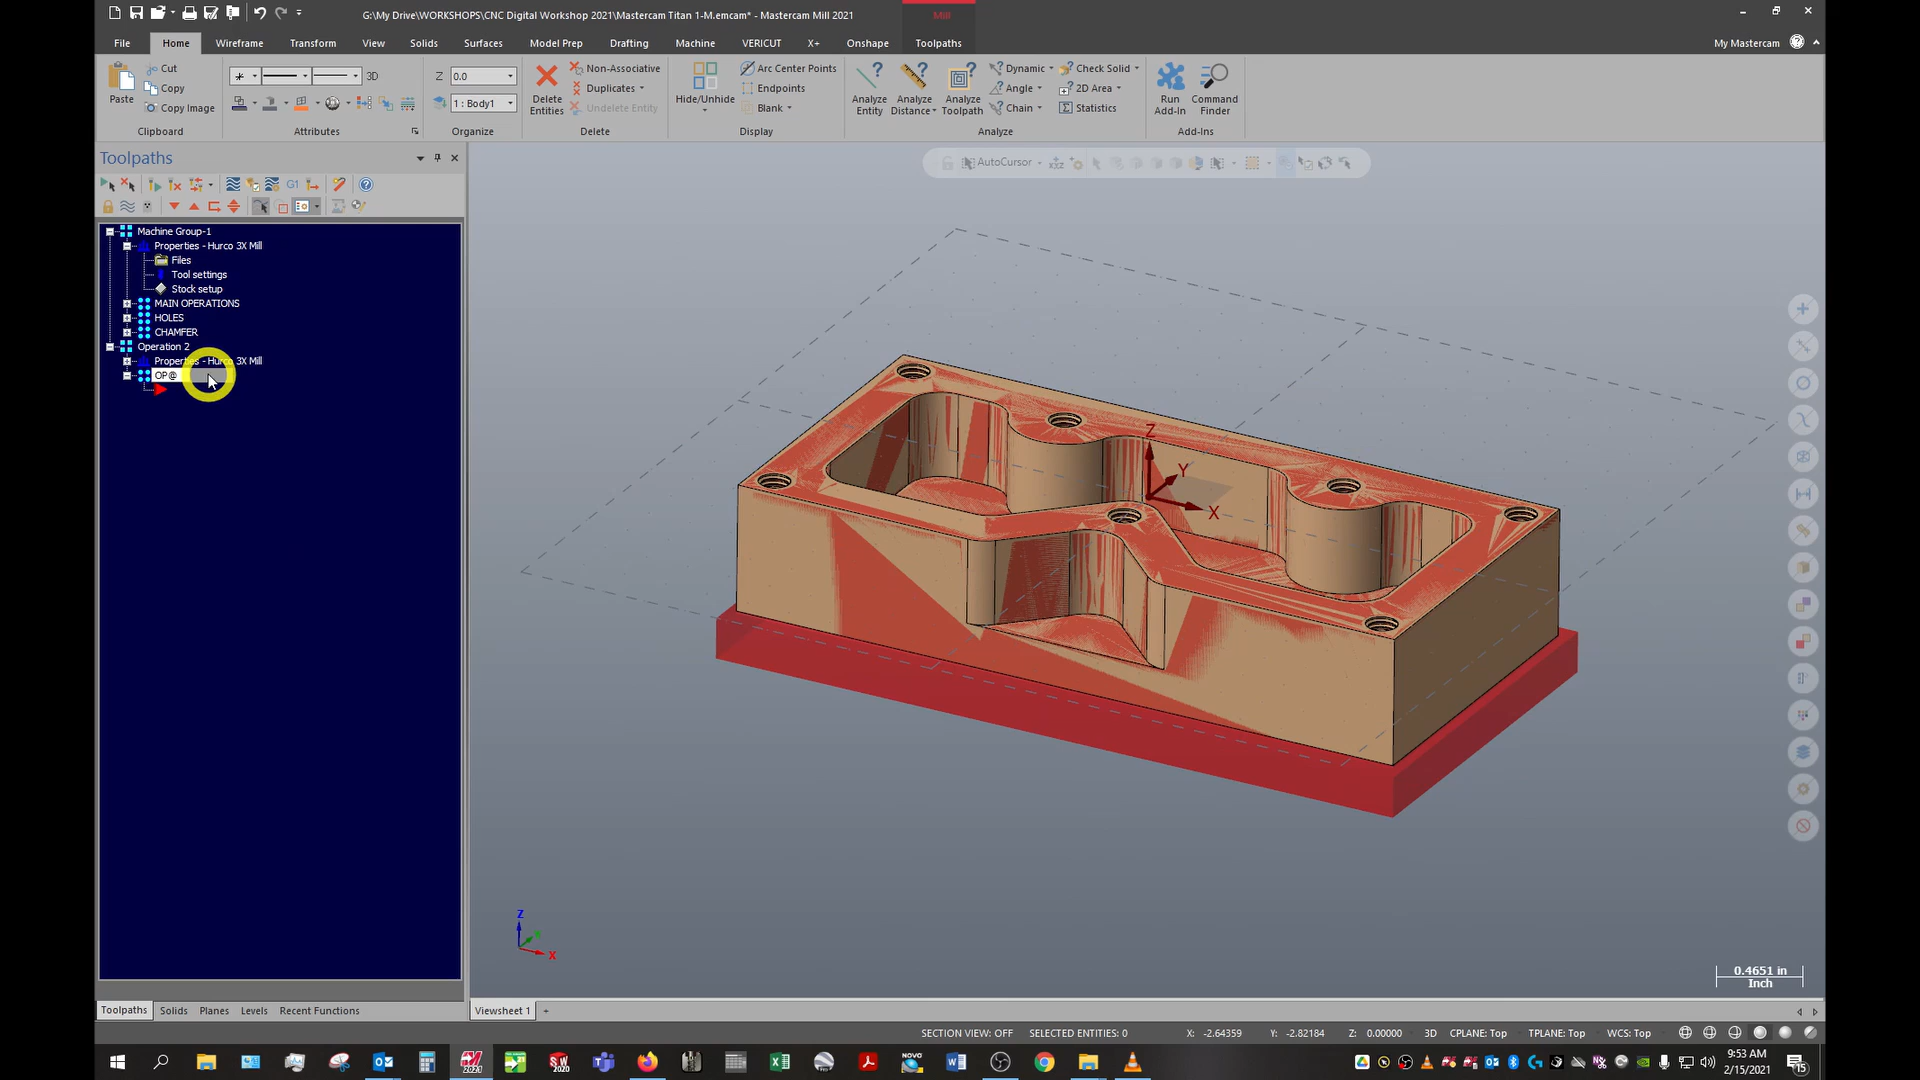 G:\My Drive\WORKSHOPS\CNC Digital Workshop 2021\Mastercam Titan 1-M.emcam* - Mastercam Mill 2021
Mill
File Home Wireframe Transform View Solids Surfaces Model Prep Drafting Machine VERICUT X+ Onshape Toolpaths
My Mastercam
Paste
Cut
Copy
Copy Image
Clipboard
3D
Attributes
Z 0.0
1 : Body1
Organize
Delete Entities
Non-Associative
Duplicates
Undelete Entity
Delete
Hide/Unhide
Arc Center Points
Endpoints
Blank
Display
Analyze Entity
Analyze Distance
Analyze Toolpath
Dynamic
Angle
Chain
Check Solid
2D Area
Statistics
Analyze
Run Add-In
Command Finder
Add-Ins
Toolpaths
AutoCursor
G1
Machine Group-1
Properties - Hurco 3X Mill
Files
Tool settings
Stock setup
MAIN OPERATIONS
HOLES
CHAMFER
Operation 2
Properties - Hurco 3X Mill
OP@
Z
Y
X
Z
X
0.4651 in
Inch
Toolpaths Solids Planes Levels Recent Functions
Viewsheet 1 +
SECTION VIEW: OFF SELECTED ENTITIES: 0 X: -2.64359 Y: -2.82184 Z: 0.00000 3D CPLANE: Top TPLANE: Top WCS: Top
9:53 AM
2/15/2021
15